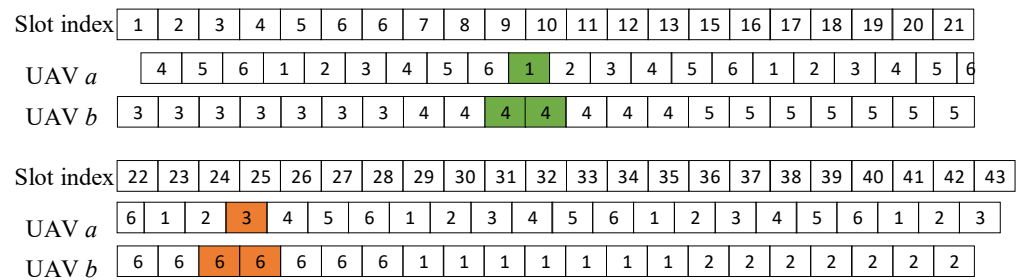 Slot index 1 2 3 4 5 6 6 7 8 9 10 11 12 13 15 16 17 18 19 20 21
UAV a 4 5 6 1 2 3 4 5 6 1 2 3 4 5 6 1 2 3 4 5 6
UAV b 3 3 3 3 3 3 3 4 4 4 4 4 4 4 5 5 5 5 5 5 5
Slot index 22 23 24 25 26 27 28 29 30 31 32 33 34 35 36 37 38 39 40 41 42 43
UAV a 6 1 2 3 4 5 6 1 2 3 4 5 6 1 2 3 4 5 6 1 2 3
UAV b 6 6 6 6 6 6 6 1 1 1 1 1 1 1 2 2 2 2 2 2 2